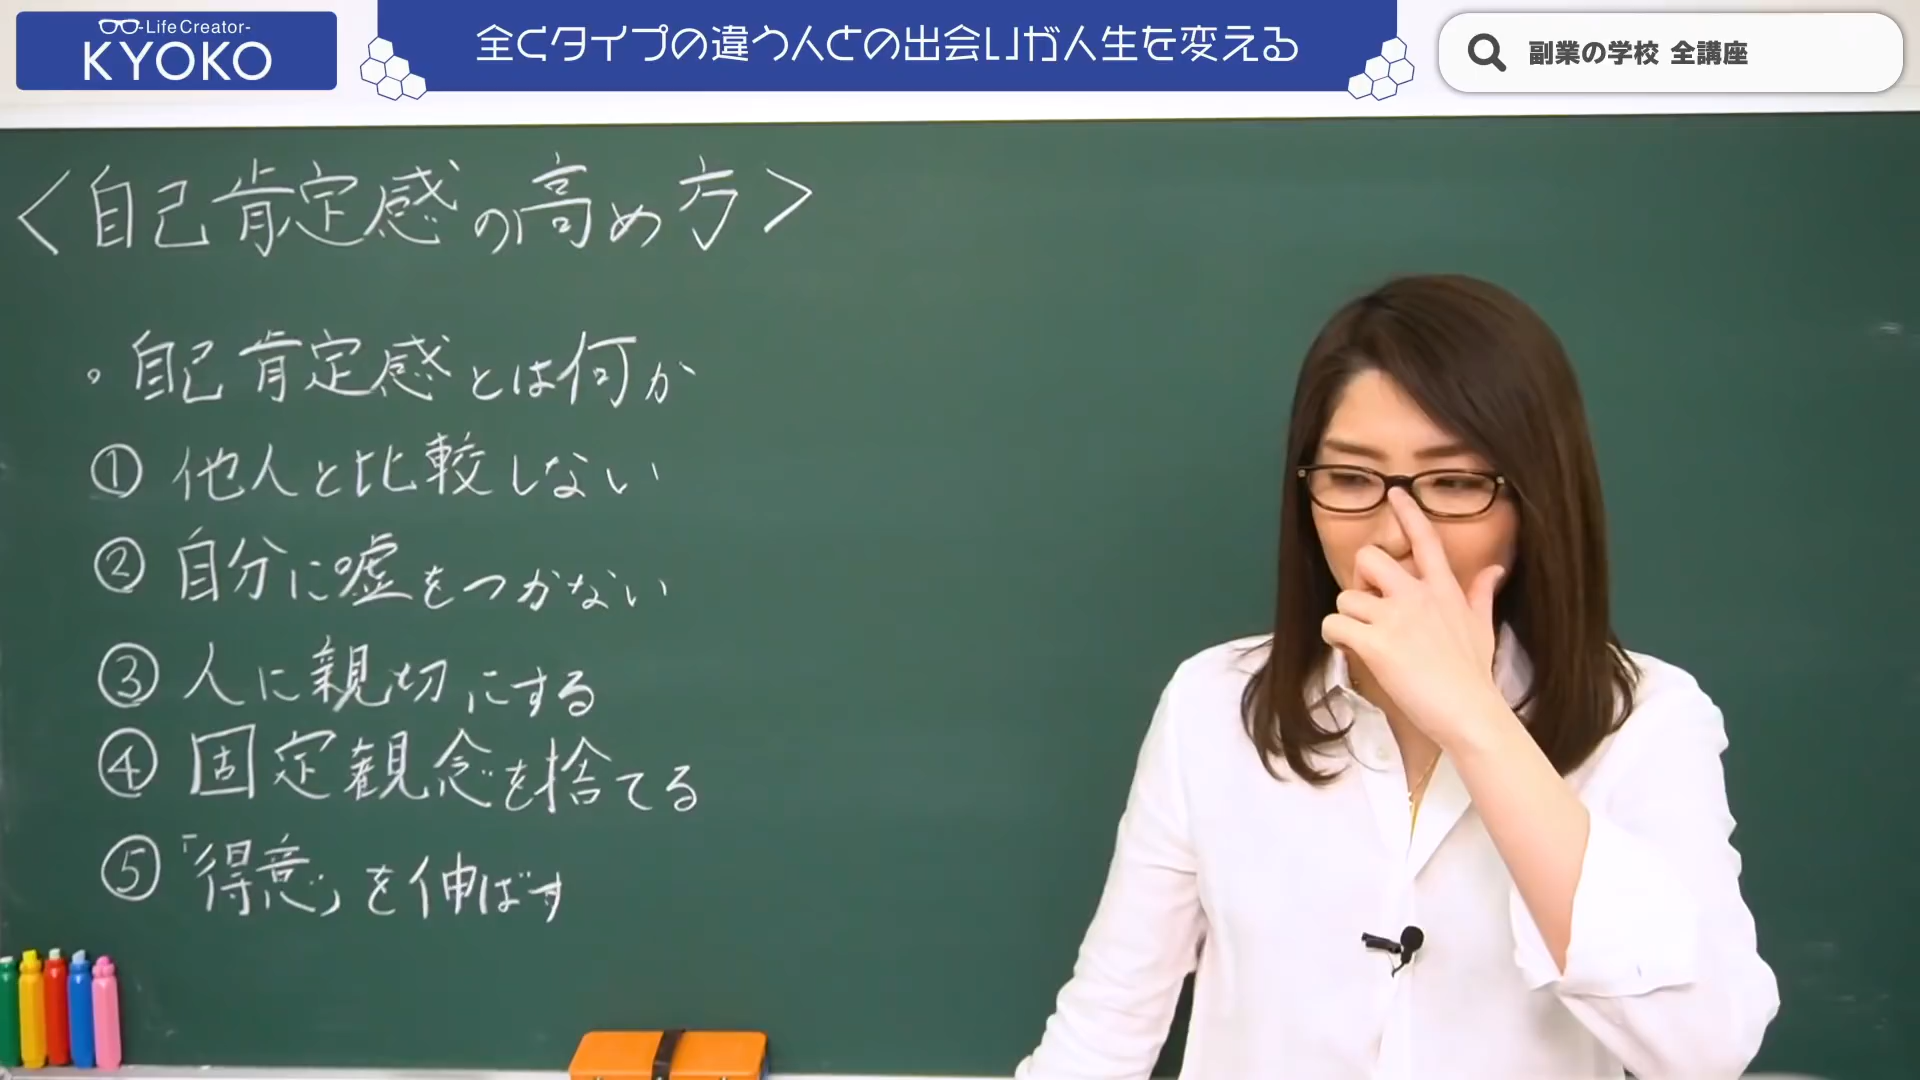 -Life Creator-
KYOKO
全くタイプの違う人との出会いが人生を変える
副業の学校 全講座
<自己肯定感の高め方>
。自己肯定感とは何か
① 他人と比較しない
② 自分に嘘をつかない
③ 人に親切にする
④ 固定観念を捨てる
⑤「得意」を伸ばす